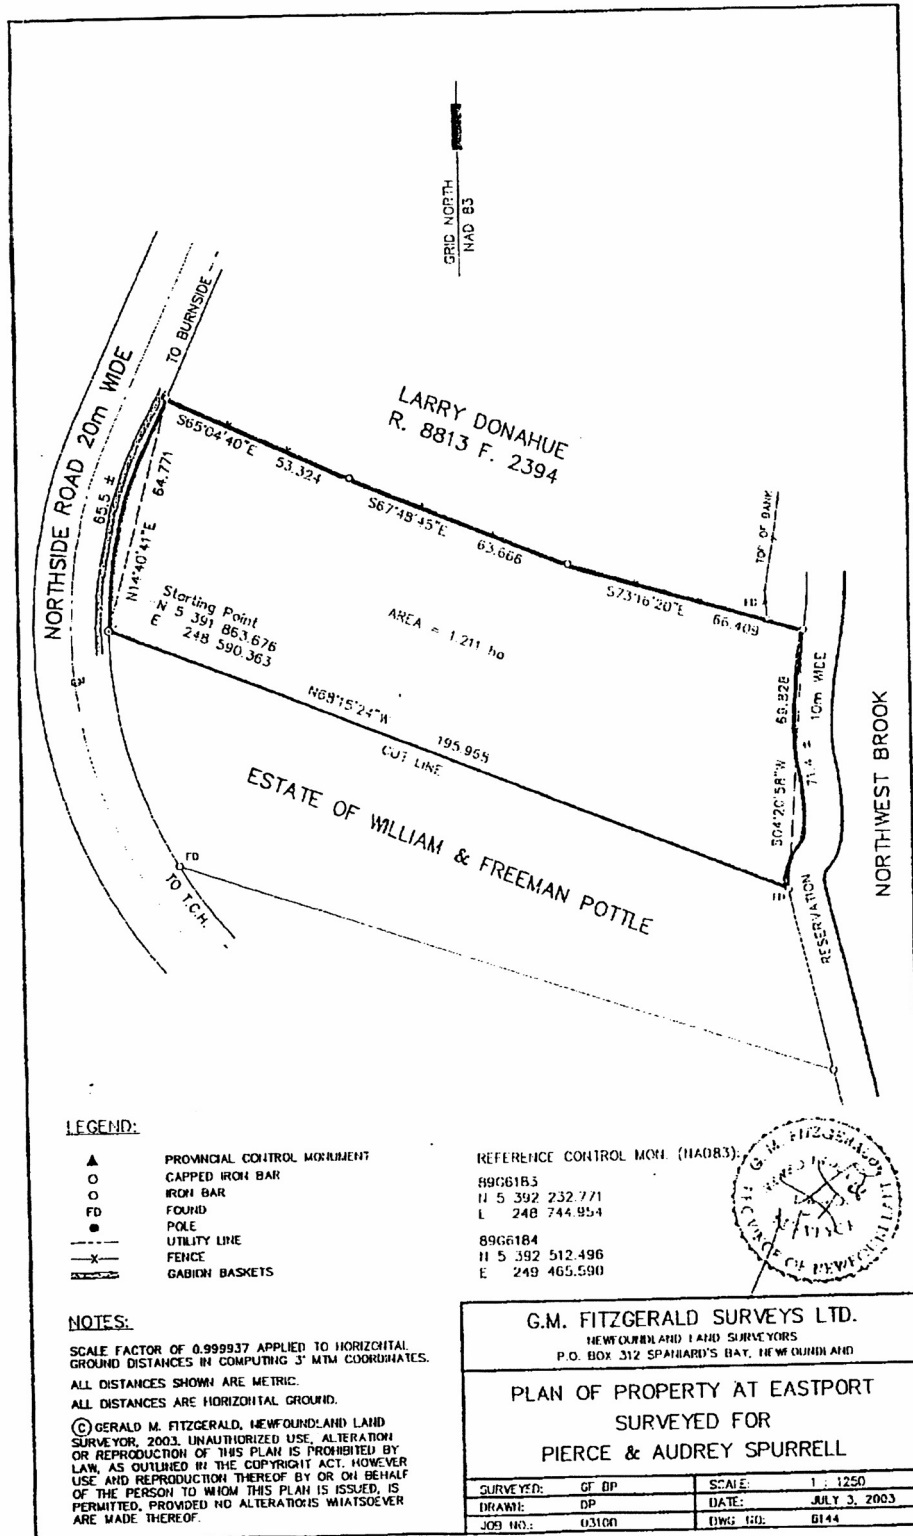 GRID NORTH
NAD 83
TO BURNSIDE
NORTHSIDE ROAD 20m WIDE
LARRY DONAHUE
R. 8813 F. 2394
S65°04'40"E
53.324
S67°48'45"E
63.666
S73°16'20"E
66.409
TOP OF BANK
FD
65.5 ±
N14°40'41"E 64.771
Starting Point
N 5 391 863.676
E 248 590.363
AREA = 1.211 ha
N69°15'24"W
195.955
CUT LINE
ESTATE OF WILLIAM & FREEMAN POTTLE
S04°20'58"W
69.828
71.4 ±
10m WIDE
RESERVATION
NORTHWEST BROOK
FD
TO T.C.H.
LEGEND:
PROVINCIAL CONTROL MONUMENT
CAPPED IRON BAR
IRON BAR
FD FOUND
POLE
UTILITY LINE
FENCE
GABION BASKETS
REFERENCE CONTROL MON. (NAD83):
89G6183
N 5 392 232.771
E 248 744.954
89G6184
N 5 392 512.496
E 249 465.590
G. M. FITZGERALD
PROVINCE OF NEWFOUNDLAND
NOTES:
SCALE FACTOR OF 0.999937 APPLIED TO HORIZONTAL
GROUND DISTANCES IN COMPUTING 3° MTM COORDINATES.
ALL DISTANCES SHOWN ARE METRIC.
ALL DISTANCES ARE HORIZONTAL GROUND.
© GERALD M. FITZGERALD, NEWFOUNDLAND LAND
SURVEYOR, 2003. UNAUTHORIZED USE, ALTERATION
OR REPRODUCTION OF THIS PLAN IS PROHIBITED BY
LAW, AS OUTLINED IN THE COPYRIGHT ACT. HOWEVER
USE AND REPRODUCTION THEREOF BY OR ON BEHALF
OF THE PERSON TO WHOM THIS PLAN IS ISSUED, IS
PERMITTED, PROVIDED NO ALTERATIONS WHATSOEVER
ARE MADE THEREOF.
G.M. FITZGERALD SURVEYS LTD.
NEWFOUNDLAND LAND SURVEYORS
P.O. BOX 312 SPANIARD'S BAY, NEWFOUNDLAND
PLAN OF PROPERTY AT EASTPORT
SURVEYED FOR
PIERCE & AUDREY SPURRELL
SURVEYED: GF DP SCALE: 1 : 1250
DRAWN: DP DATE: JULY 3, 2003
JOB NO.: 03100 DWG NO: 6144